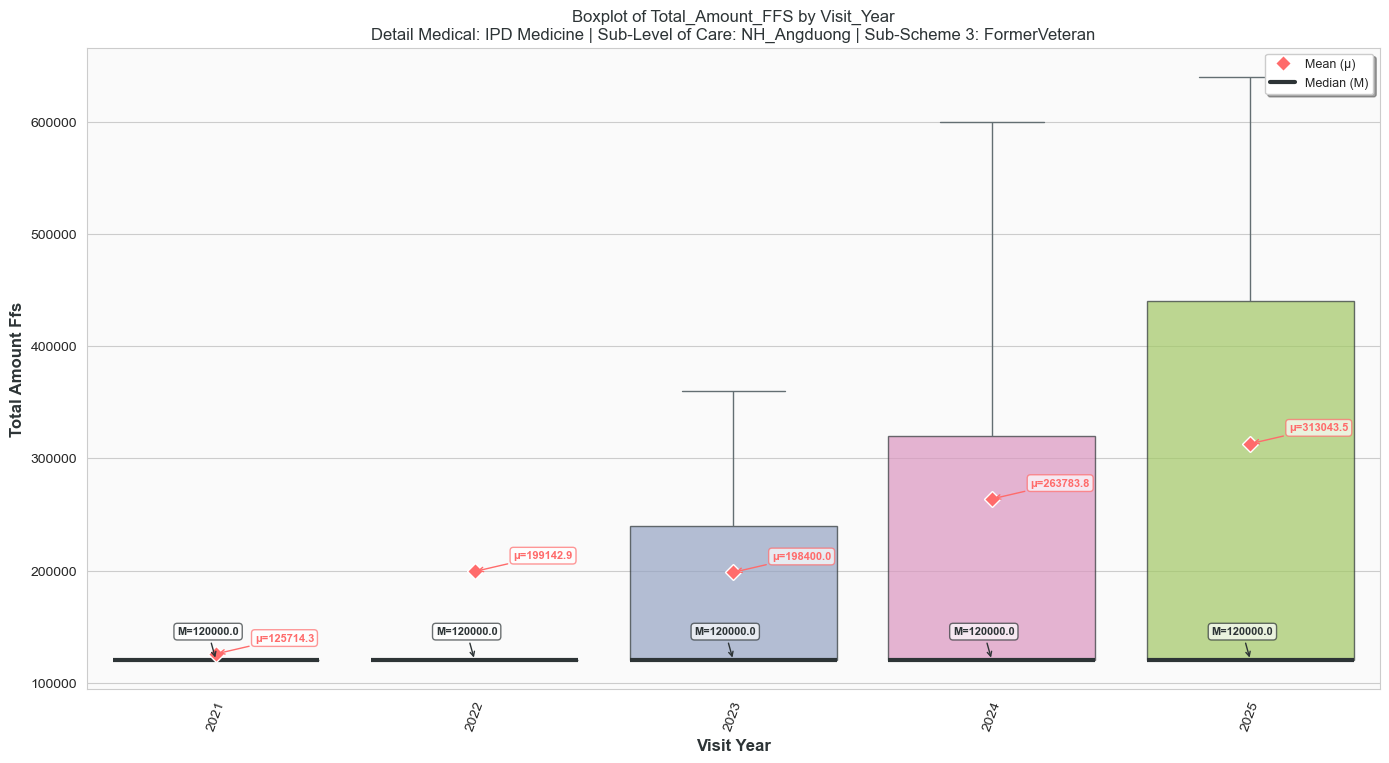 Boxplot of Total_Amount_FFS by Visit_Year
Detail Medical: IPD Medicine | Sub-Level of Care: NH_Angduong | Sub-Scheme 3: FormerVeteran
Mean (μ)
Median (M)
Total Amount Ffs
600000
500000
400000
300000
200000
100000
M=120000.0
μ=125714.3
M=120000.0
μ=199142.9
M=120000.0
μ=198400.0
M=120000.0
μ=263783.8
M=120000.0
μ=313043.5
2021
2022
2023
2024
2025
Visit Year